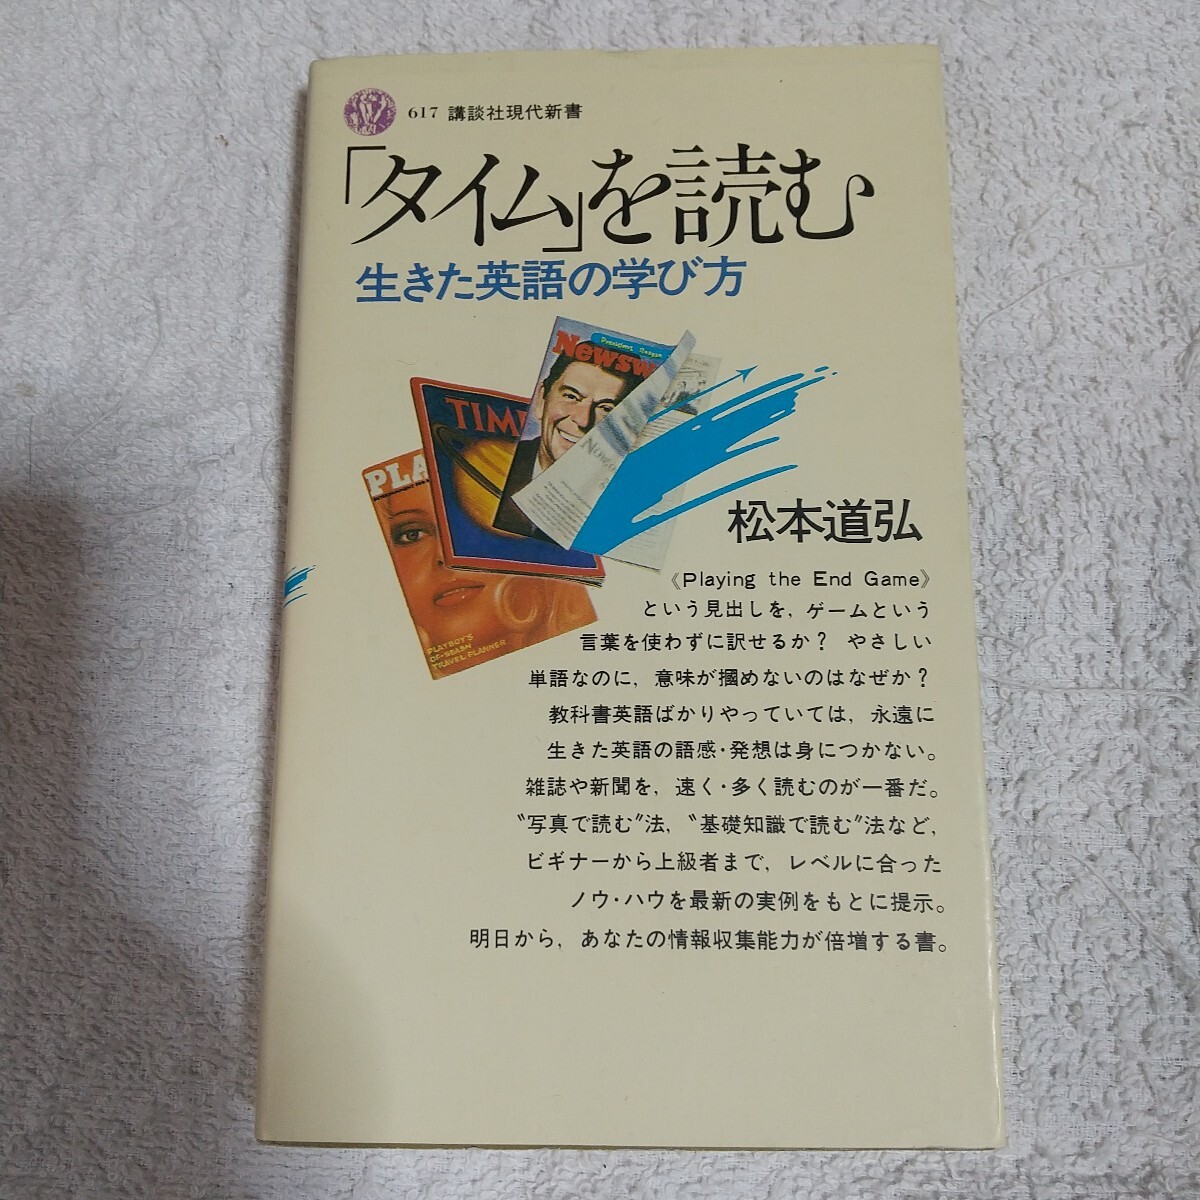 617 講談社現代新書
「タイム」を読む
生きた英語の学び方
President Reagan
Newsw
TIM
PLA
PLAYBOY'S
TRAVEL PLANNER
松本道弘
《Playing the End Game》
という見出しを，ゲームという
言葉を使わずに訳せるか？ やさしい
単語なのに，意味が摑めないのはなぜか？
教科書英語ばかりやっていては，永遠に
生きた英語の語感・発想は身につかない。
雑誌や新聞を，速く・多く読むのが一番だ。
〝写真で読む〟法，〝基礎知識で読む〟法など，
ビギナーから上級者まで，レベルに合った
ノウ・ハウを最新の実例をもとに提示。
明日から，あなたの情報収集能力が倍増する書。